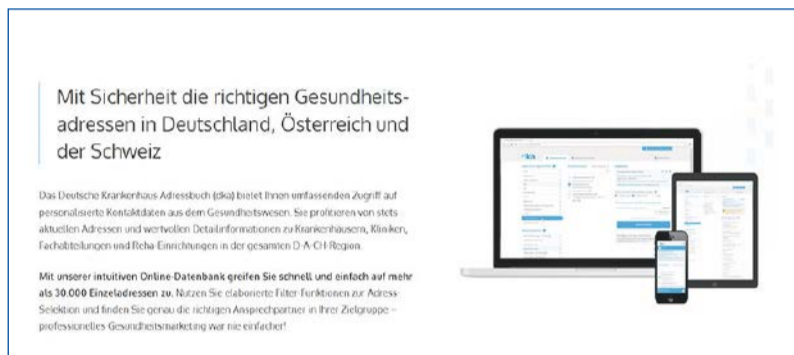 Mit Sicherheit die richtigen Gesundheits-
adressen in Deutschland, Österreich und
der Schweiz
Das Deutsche Krankenhaus Adressbuch (dka) bietet Ihnen umfassenden Zugriff auf
personalisierte Kontaktdaten aus dem Gesundheitswesen. Sie profitieren von stets
aktuellen Adressen und wertvollen Detailinformationen zu Krankenhäusern, Kliniken,
Fachabteilungen und Reha-Einrichtungen in der gesamten D-A-CH-Region.
Mit unserer intuitiven Online-Datenbank greifen Sie schnell und einfach auf mehr
als 30.000 Einzeladressen zu. Nutzen Sie elaborierte Filter-Funktionen zur Adress-
Selektion und finden Sie genau die richtigen Ansprechpartner in Ihrer Zielgruppe –
professionelles Gesundheitsmarketing war nie einfacher!
dka